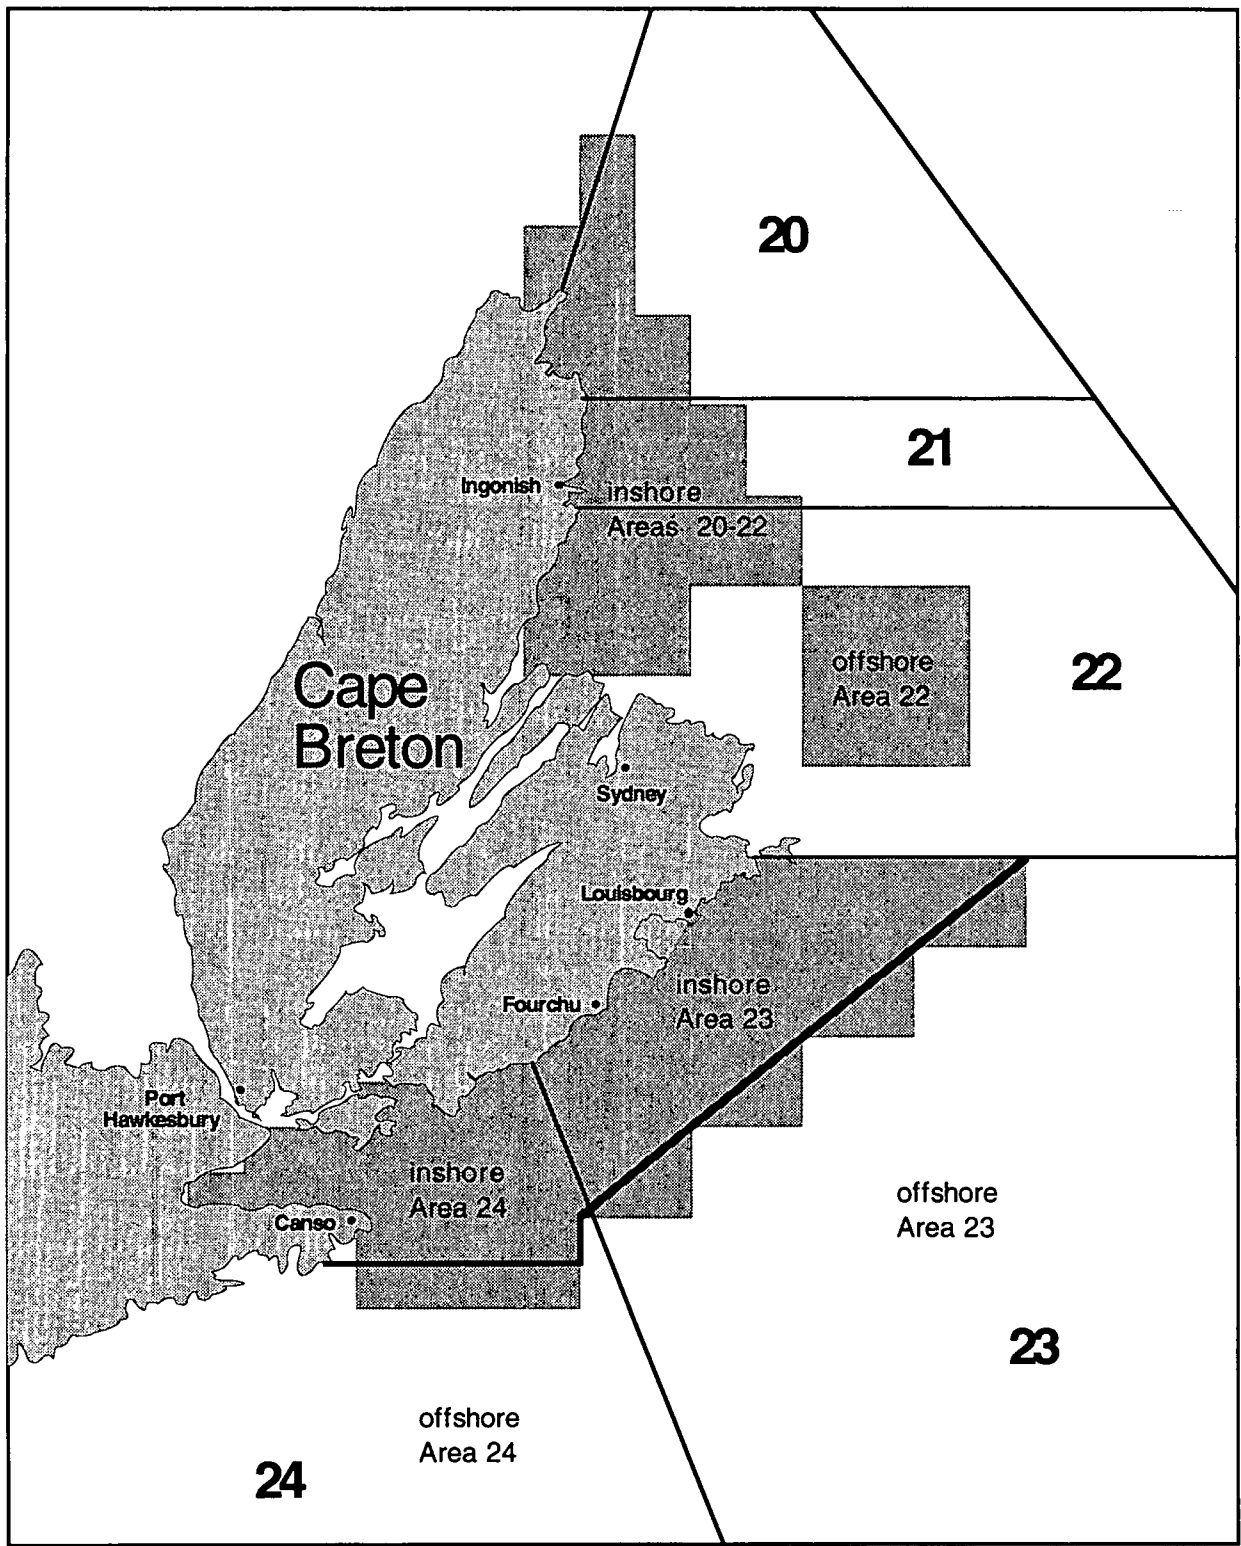 20
21
Ingonish
inshore
Areas 20-22
offshore
Area 22
22
Cape
Breton
Sydney
Louisbourg
inshore
Area 23
Fourchu
Port
Hawkesbury
inshore
Area 24
Canso
offshore
Area 23
23
offshore
Area 24
24